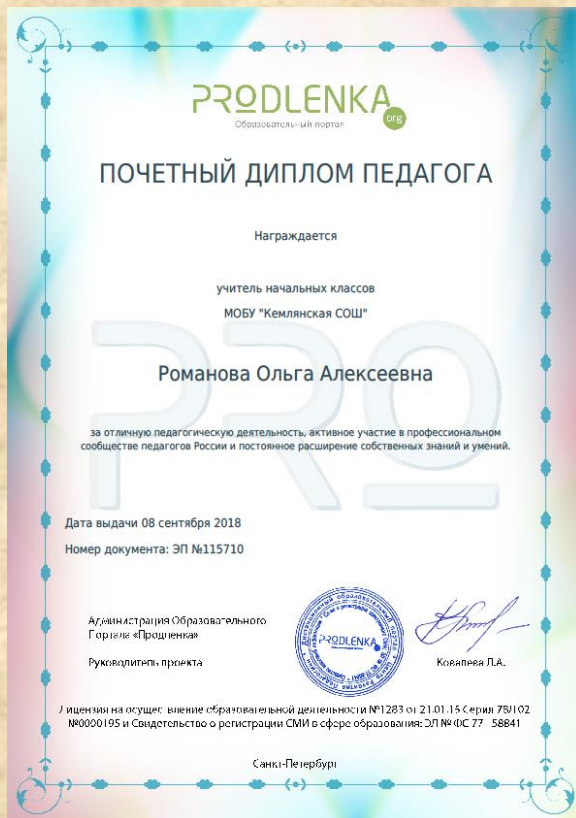 PRODLENKA
org
Образовательный портал
ПОЧЕТНЫЙ ДИПЛОМ ПЕДАГОГА
Награждается
учитель начальных классов
МОБУ "Кемлянская СОШ"
Романова Ольга Алексеевна
за отличную педагогическую деятельность, активное участие в профессиональном
сообществе педагогов России и постоянное расширение собственных знаний и умений.
PRO
Дата выдачи 08 сентября 2018
Номер документа: ЭП №115710
Администрация Образовательного
Портала «Продленка»
Руководитель проекта
PRODLENKA
Ковалева Л.А.
Лицензия на осуществление образовательной деятельности №1283 от 21.01.15 Серия 78Л02
№0000195 и Свидетельство о регистрации СМИ в сфере образования: ЭЛ № ФС 77 - 58841
Санкт-Петербург